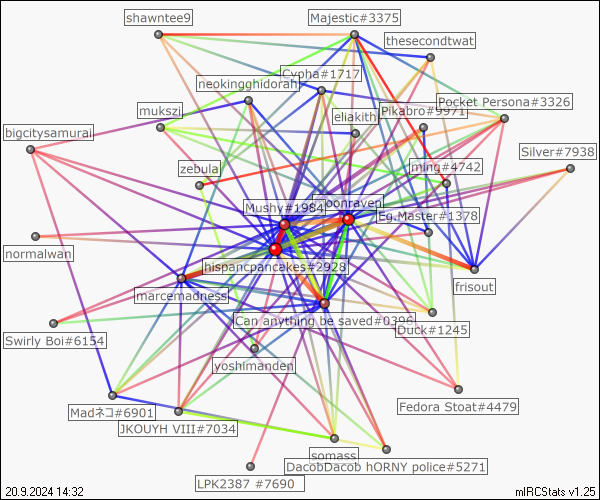 shawntee9
Majestic#3375
thesecondtwat
Cypha#1717
neokingghidorah
Pocket Persona#3326
mukszi
eliakith
Pikabro#9971
bigcitysamurai
Silver#7938
zebula
ming#4742
Mushy#1984
oonraven
Eg.Master#1378
normalwan
hispancpancakes#2928
marcemadness
frisout
Can anything be saved#0396
Duck#1245
Swirly Boi#6154
yoshimanden
Madネコ#6901
Fedora Stoat#4479
JKOUYH VIII#7034
somass
DacobDacob hORNY police#5271
LPK2387 #7690
20.9.2024 14:32
mIRCStats v1.25